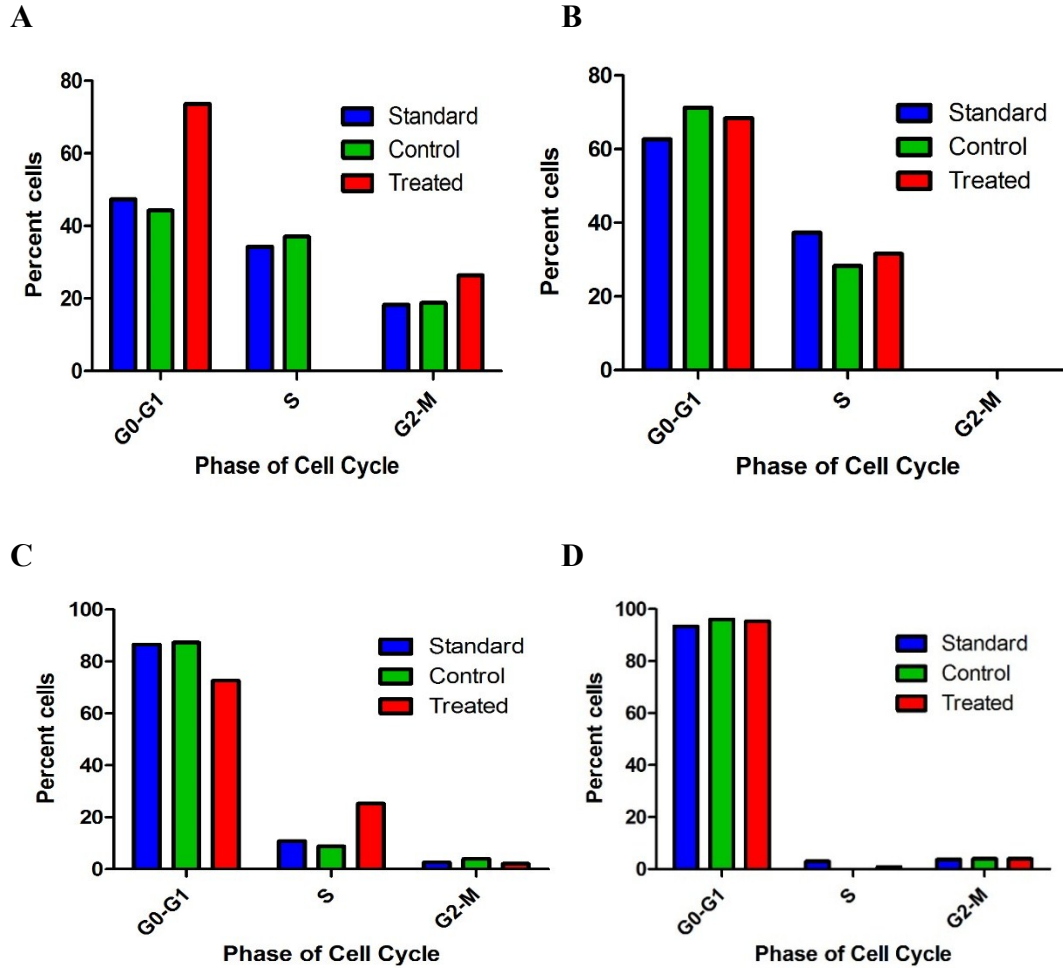 A
Percent cells
80
60
40
20
0
Standard
Control
Treated
G0-G1
S
G2-M
Phase of Cell Cycle
B
Percent cells
80
60
40
20
0
Standard
Control
Treated
G0-G1
S
G2-M
Phase of Cell Cycle
C
Percent cells
100
80
60
40
20
0
Standard
Control
Treated
G0-G1
S
G2-M
Phase of Cell Cycle
D
Percent cells
100
80
60
40
20
0
Standard
Control
Treated
G0-G1
S
G2-M
Phase of Cell Cycle